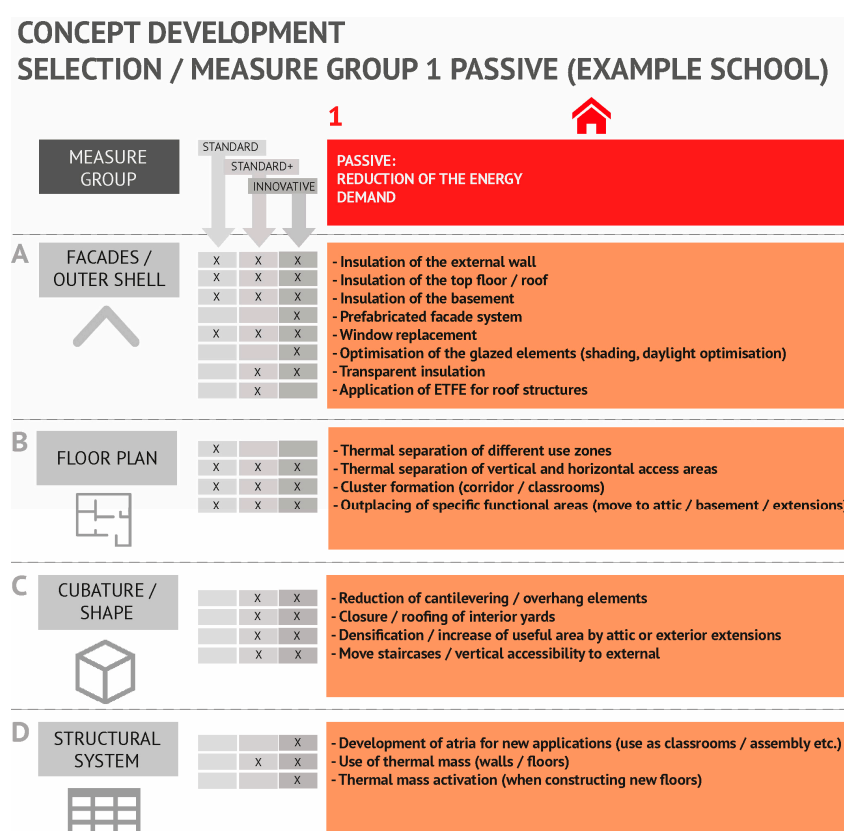 CONCEPT DEVELOPMENT
SELECTION / MEASURE GROUP 1 PASSIVE (EXAMPLE SCHOOL)
1
MEASURE
GROUP
STANDARD
STANDARD+
INNOVATIVE
PASSIVE:
REDUCTION OF THE ENERGY
DEMAND
A
FACADES /
OUTER SHELL
X X X - Insulation of the external wall
X X X - Insulation of the top floor / roof
X X X - Insulation of the basement
X - Prefabricated facade system
X X X - Window replacement
X - Optimisation of the glazed elements (shading, daylight optimisation)
X X - Transparent insulation
X - Application of ETFE for roof structures
B
FLOOR PLAN
X - Thermal separation of different use zones
X X X - Thermal separation of vertical and horizontal access areas
X X X - Cluster formation (corridor / classrooms)
X X X - Outplacing of specific functional areas (move to attic / basement / extensions)
C
CUBATURE /
SHAPE
X X - Reduction of cantilevering / overhang elements
X X - Closure / roofing of interior yards
X X - Densification / increase of useful area by attic or exterior extensions
X X - Move staircases / vertical accessibility to external
D
STRUCTURAL
SYSTEM
X - Development of atria for new applications (use as classrooms / assembly etc.)
X X - Use of thermal mass (walls / floors)
X - Thermal mass activation (when constructing new floors)